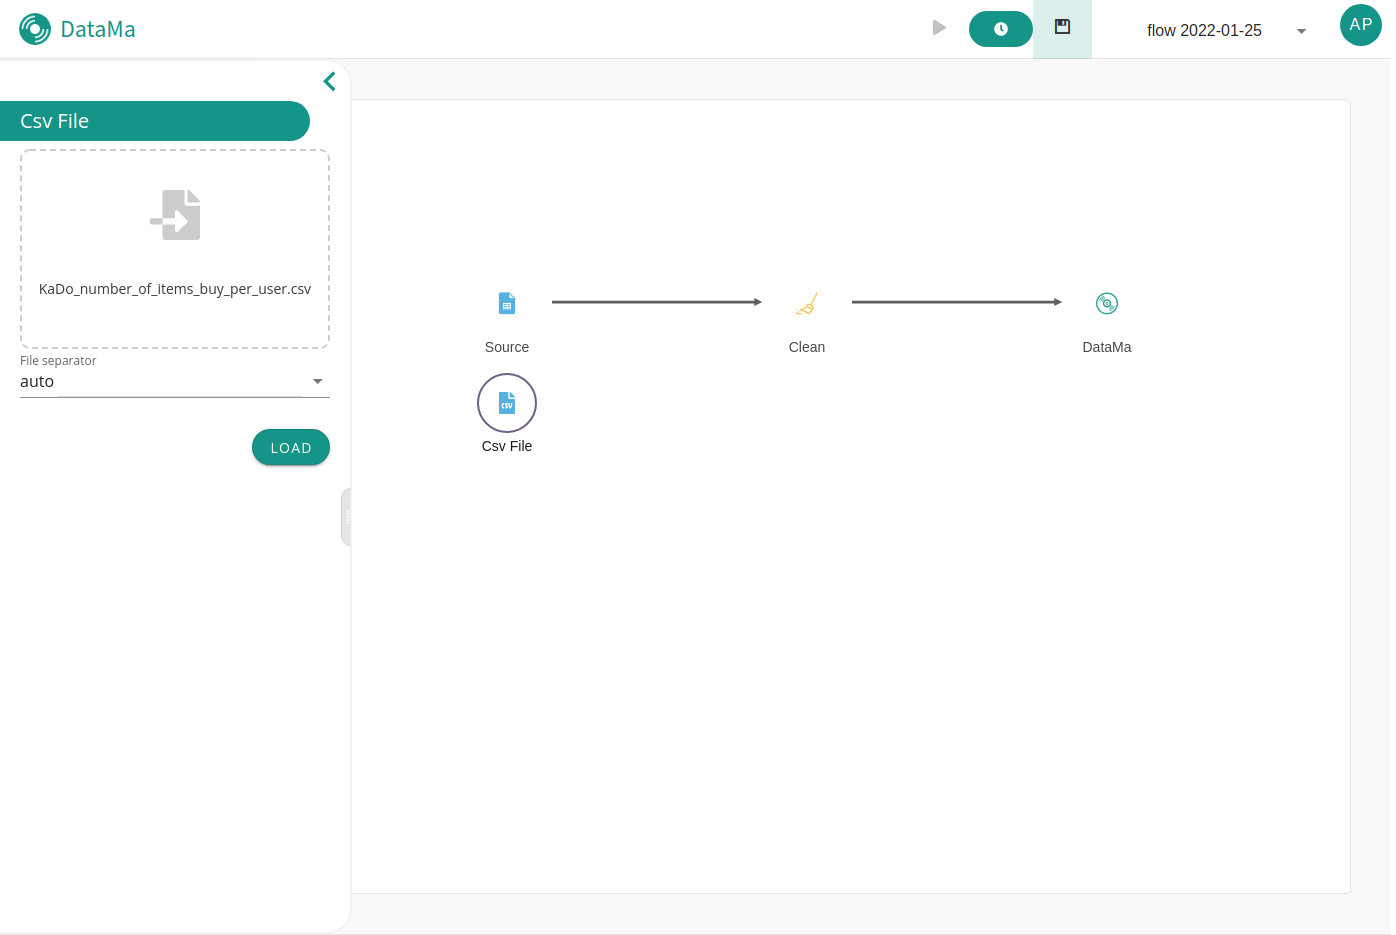 DataMa
flow 2022-01-25
AP
Csv File
KaDo_number_of_items_buy_per_user.csv
File separator
auto
LOAD
Source
Clean
DataMa
CSV
Csv File